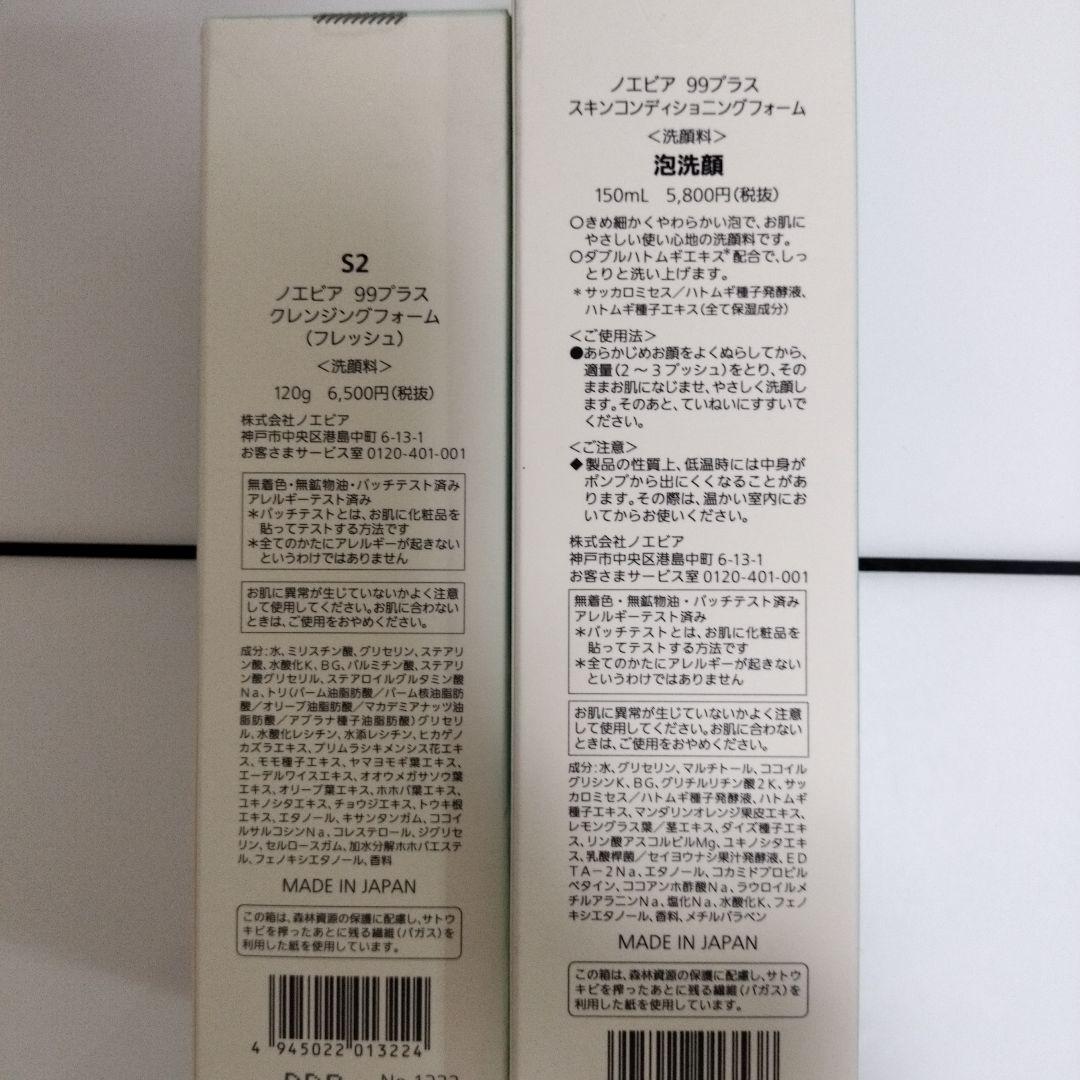 S2
ノエビア 99プラス
クレンジングフォーム
(フレッシュ)
<洗顔料>
120g 6,500円(税抜)
株式会社ノエビア
神戸市中央区港島中町 6-13-1
お客さまサービス室 0120-401-001
無着色・無鉱物油・パッチテスト済み
アレルギーテスト済み
＊パッチテストとは、お肌に化粧品を
貼ってテストする方法です
＊全てのかたにアレルギーが起きない
というわけではありません
お肌に異常が生じていないかよく注意
して使用してください。お肌に合わない
ときは、ご使用をおやめください。
成分:水、ミリスチン酸、グリセリン、ステアリ
ン酸、水酸化K、BG、パルミチン酸、ステアリ
ン酸グリセリル、ステアロイルグルタミン酸
Na、トリ(パーム油脂肪酸／パーム核油脂肪
酸／オリーブ油脂肪酸／マカデミアナッツ油
脂肪酸／アブラナ種子油脂肪酸)グリセリ
ル、水酸化レシチン、水添レシチン、ヒカゲノ
カズラエキス、プリムラシキメンシス花エキ
ス、モモ種子エキス、ヤマヨモギ葉エキス、
エーデルワイスエキス、オオウメガサソウ葉
エキス、オリーブ葉エキス、ホホバ葉エキス、
ユキノシタエキス、チョウジエキス、トウキ根
エキス、エタノール、キサンタンガム、ココイ
ルサルコシンNa、コレステロール、ジグリセ
リン、セルロースガム、加水分解ホホバエステ
ル、フェノキシエタノール、香料
MADE IN JAPAN
この箱は、森林資源の保護に配慮し、サトウ
キビを搾ったあとに残る繊維(バガス)を
利用した紙を使用しています。
4 945022 013224
ノエビア 99プラス
スキンコンディショニングフォーム
<洗顔料>
泡洗顔
150mL 5,800円(税抜)
○きめ細かくやわらかい泡で、お肌に
やさしい使い心地の洗顔料です。
○ダブルハトムギエキス*配合で、しっ
とりと洗い上げます。
＊サッカロミセス／ハトムギ種子発酵液、
ハトムギ種子エキス(全て保湿成分)
<ご使用法>
●あらかじめお顔をよくぬらしてから、
適量(2～3プッシュ)をとり、その
ままお肌になじませ、やさしく洗顔し
ます。そのあと、ていねいにすすいで
ください。
<ご注意>
◆製品の性質上、低温時には中身が
ポンプから出にくくなることがあ
ります。その際は、温かい室内にお
いてからお使いください。
株式会社ノエビア
神戸市中央区港島中町 6-13-1
お客さまサービス室 0120-401-001
無着色・無鉱物油・パッチテスト済み
アレルギーテスト済み
＊パッチテストとは、お肌に化粧品を
貼ってテストする方法です
＊全てのかたにアレルギーが起きない
というわけではありません
お肌に異常が生じていないかよく注意
して使用してください。お肌に合わない
ときは、ご使用をおやめください。
成分:水、グリセリン、マルチトール、ココイル
グリシンK、BG、グリチルリチン酸2K、サッ
カロミセス／ハトムギ種子発酵液、ハトムギ
種子エキス、マンダリンオレンジ果皮エキス、
レモングラス葉／茎エキス、ダイズ種子エキ
ス、リン酸アスコルビルMg、ユキノシタエキ
ス、乳酸桿菌／セイヨウナシ果汁発酵液、ED
TA-2Na、エタノール、コカミドプロピル
ベタイン、ココアンホ酢酸Na、ラウロイルメ
チルアラニンNa、塩化Na、水酸化K、フェノ
キシエタノール、香料、メチルパラベン
MADE IN JAPAN
この箱は、森林資源の保護に配慮し、サトウ
キビを搾ったあとに残る繊維(バガス)を
利用した紙を使用しています。